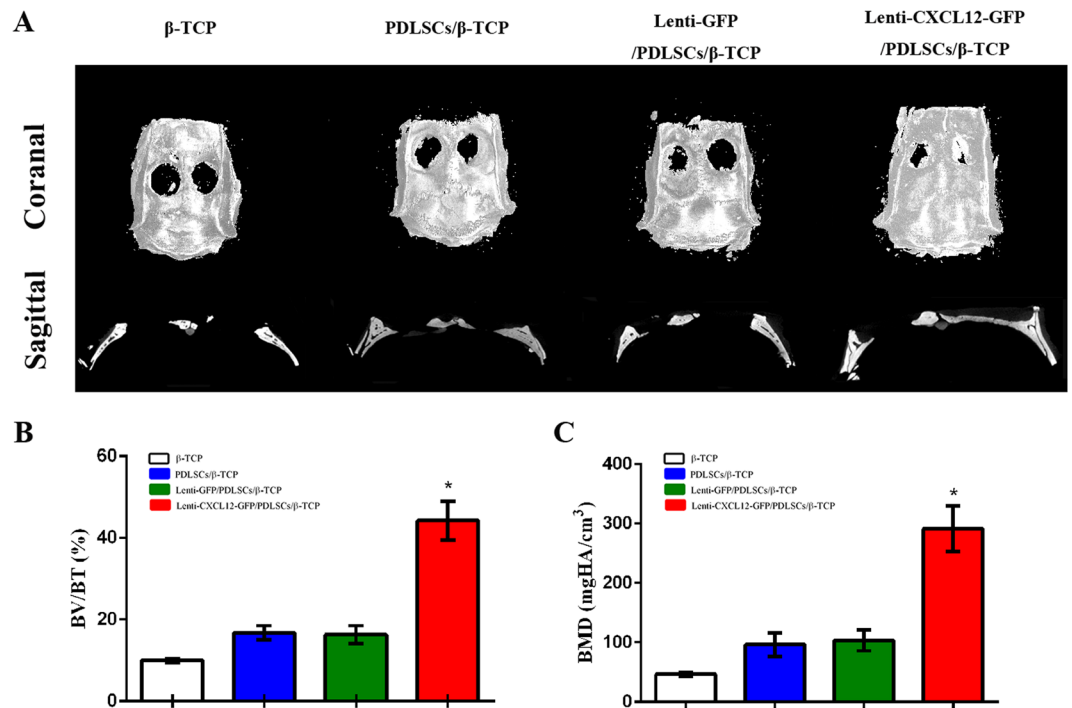 A
β-TCP
PDLSCs/β-TCP
Lenti-GFP
/PDLSCs/β-TCP
Lenti-CXCL12-GFP
/PDLSCs/β-TCP
Coranal
Sagittal
B
60
40
20
0
BV/BT (%)
β-TCP
PDLSCs/β-TCP
Lenti-GFP/PDLSCs/β-TCP
Lenti-CXCL12-GFP/PDLSCs/β-TCP
*
C
400
300
200
100
0
BMD (mgHA/cm³)
β-TCP
PDLSCs/β-TCP
Lenti-GFP/PDLSCs/β-TCP
Lenti-CXCL12-GFP/PDLSCs/β-TCP
*